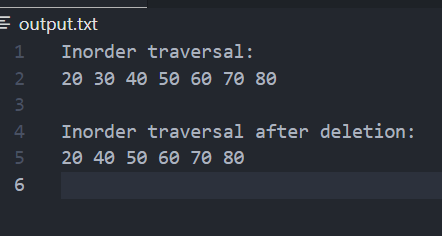 output.txt
1 Inorder traversal:
2 20 30 40 50 60 70 80
3
4 Inorder traversal after deletion:
5 20 40 50 60 70 80
6